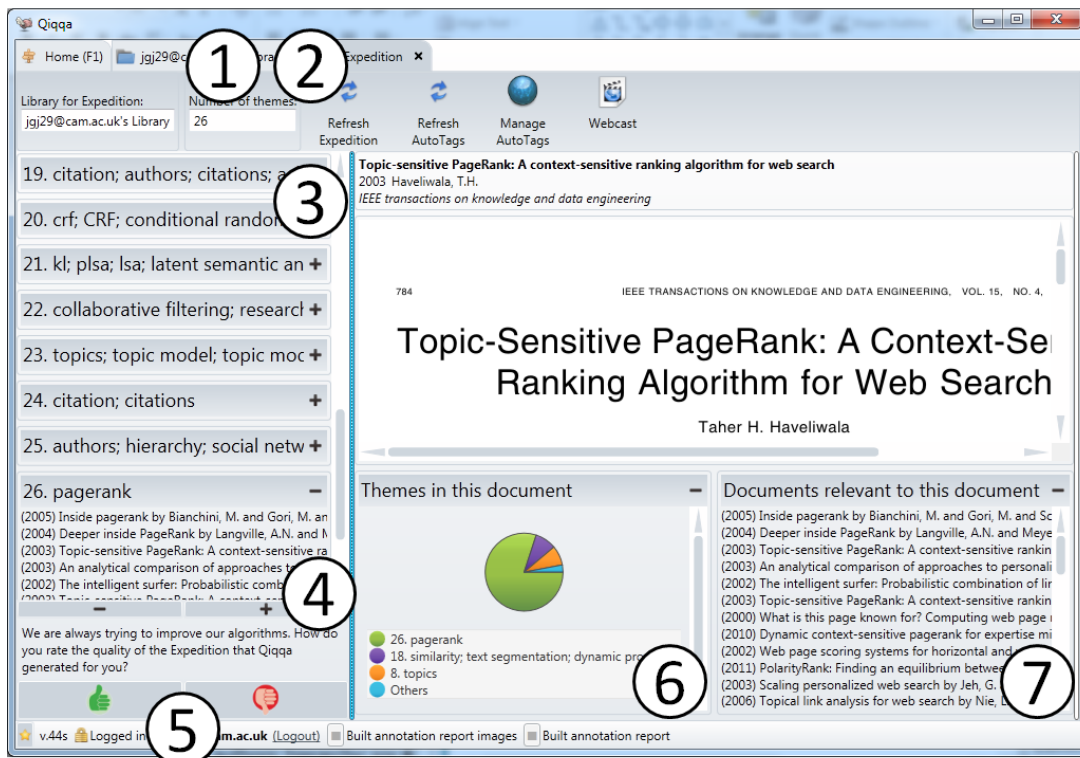 Qiqqa
Home (F1) jgj29@c Expedition
1 2
Library for Expedition: Number of themes:
jgj29@cam.ac.uk's Library 26
Refresh Expedition
Refresh AutoTags
Manage AutoTags
Webcast
19. citation; authors; citations;
20. crf; CRF; conditional random
3
21. kl; plsa; lsa; latent semantic an
22. collaborative filtering; research
23. topics; topic model; topic moc
24. citation; citations
25. authors; hierarchy; social netw
26. pagerank
(2005) Inside pagerank by Bianchini, M. and Gori, M. an
(2004) Deeper inside PageRank by Langville, A.N. and M
(2003) Topic-sensitive PageRank: A context-sensitive ra
(2003) An analytical comparison of approaches to
(2002) The intelligent surfer: Probabilistic comb
(2003) Topic-sensitive PageRank: A context-
4
We are always trying to improve our algorithms. How do
you rate the quality of the Expedition that Qiqqa
generated for you?
5
Topic-sensitive PageRank: A context-sensitive ranking algorithm for web search
2003 Haveliwala, T.H.
IEEE transactions on knowledge and data engineering
784 IEEE TRANSACTIONS ON KNOWLEDGE AND DATA ENGINEERING, VOL. 15, NO. 4,
Topic-Sensitive PageRank: A Context-Se
Ranking Algorithm for Web Search
Taher H. Haveliwala
Themes in this document
26. pagerank
18. similarity; text segmentation; dynamic pro
8. topics
Others
6
Documents relevant to this document
(2005) Inside pagerank by Bianchini, M. and Gori, M. and Sc
(2004) Deeper inside PageRank by Langville, A.N. and Meye
(2003) Topic-sensitive PageRank: A context-sensitive rankin
(2003) An analytical comparison of approaches to personali
(2002) The intelligent surfer: Probabilistic combination of lin
(2003) Topic-sensitive PageRank: A context-sensitive rankin
(2000) What is this page known for? Computing web page r
(2010) Dynamic context-sensitive pagerank for expertise mi
(2002) Web page scoring systems for horizontal and
(2011) PolarityRank: Finding an equilibrium betwee
(2003) Scaling personalized web search by Jeh, G.
(2006) Topical link analysis for web search by Nie, L.
7
v.44s Logged in am.ac.uk (Logout) Built annotation report images Built annotation report